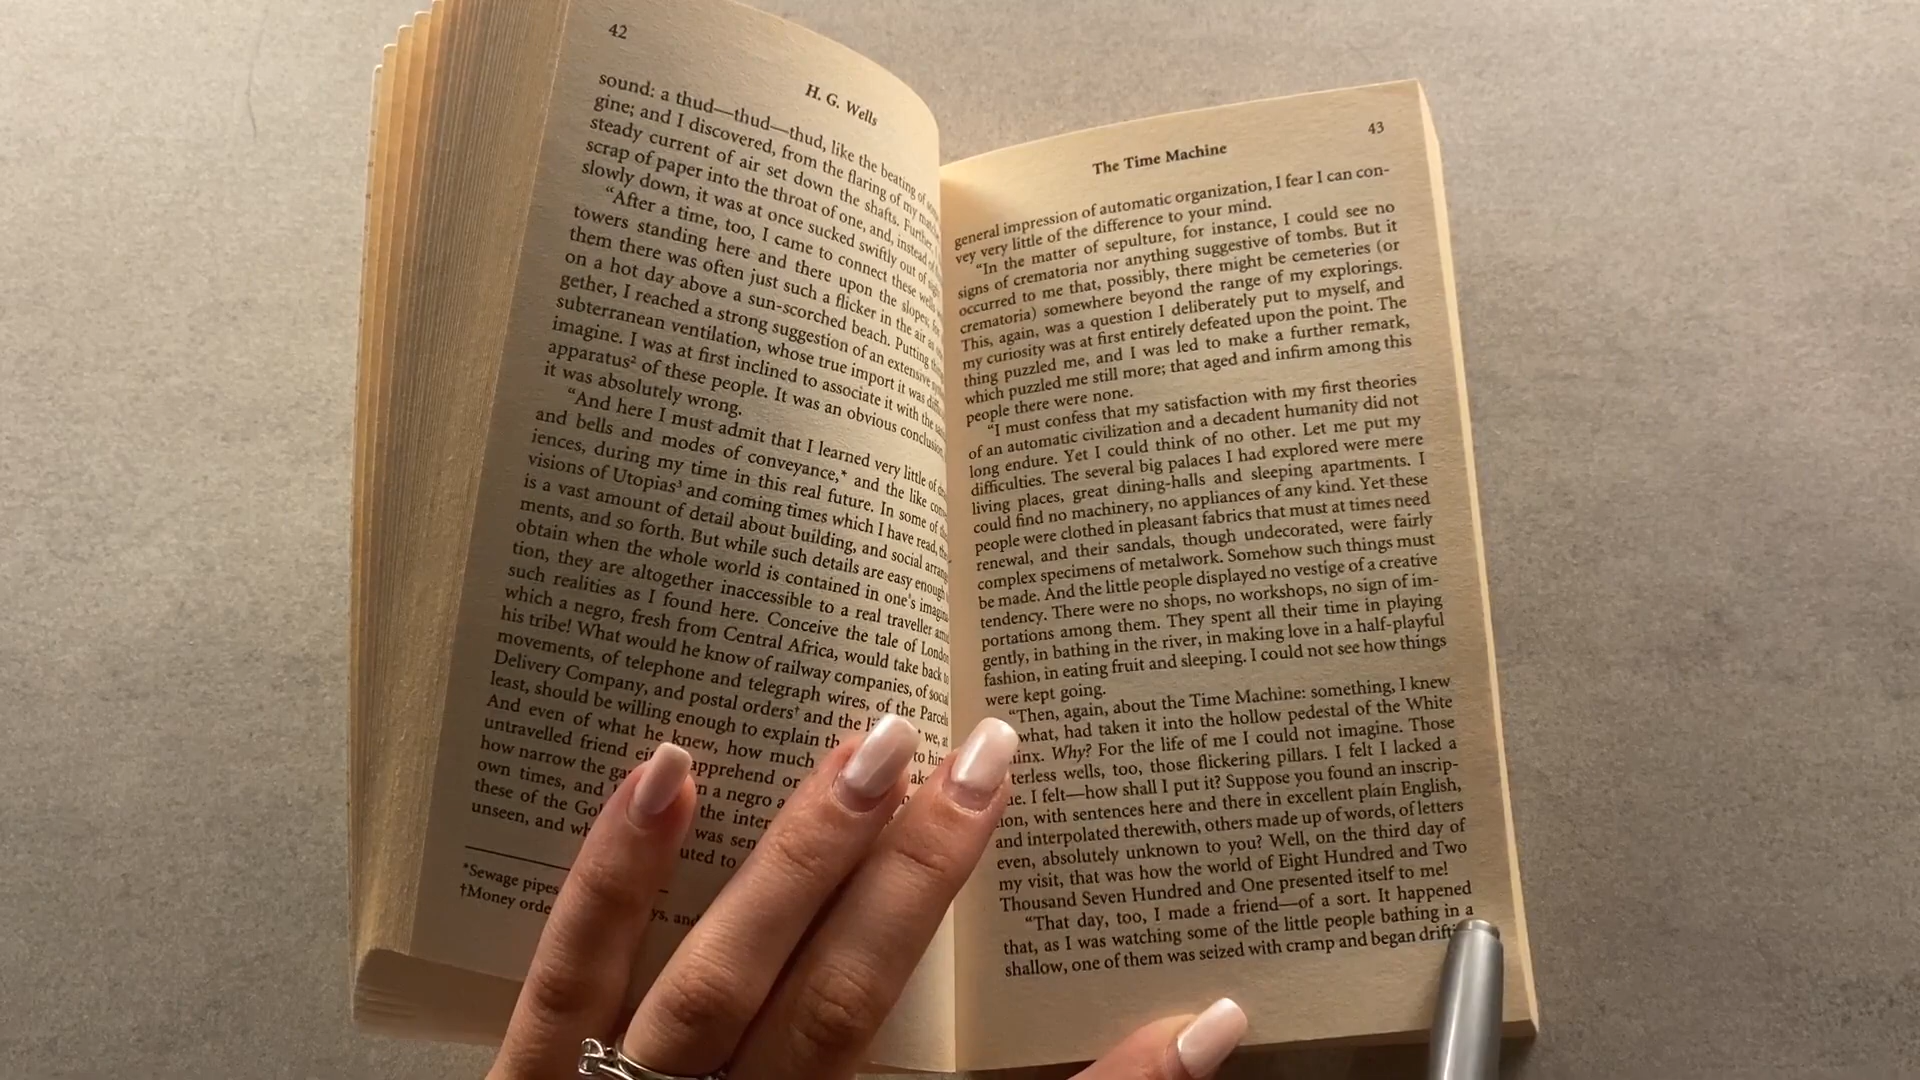 42
H. G. Wells
sound: a thud—thud—thud, like the beating of
gine; and I discovered, from the flaring of my
steady current of air set down the shafts. Further,
scrap of paper into the throat of one, and, instead of
slowly down, it was at once sucked swiftly out of
“After a time, too, I came to connect these
towers standing here and there upon the slopes;
them there was often just such a flicker in the air as
on a hot day above a sun-scorched beach. Putting
gether, I reached a strong suggestion of an extensive
subterranean ventilation, whose true import it was
imagine. I was at first inclined to associate it with the
apparatus² of these people. It was an obvious conclusion,
it was absolutely wrong.
“And here I must admit that I learned very little of
and bells and modes of conveyance,* and the like
iences, during my time in this real future. In some of
visions of Utopias³ and coming times which I have read,
is a vast amount of detail about building, and social
ments, and so forth. But while such details are easy enough
obtain when the whole world is contained in one's
tion, they are altogether inaccessible to a real traveller
such realities as I found here. Conceive the tale of London
which a negro, fresh from Central Africa, would take back to
his tribe! What would he know of railway companies, of social
movements, of telephone and telegraph wires, of the Parcels
Delivery Company, and postal orders† and the we, at
least, should be willing enough to explain to him
And even of what he knew, how much
untravelled friend apprehend or
how narrow the a negro
own times, and the
these of the was
unseen, and to
*Sewage pipes and
†Money
43
The Time Machine
general impression of automatic organization, I fear I can con-
vey very little of the difference to your mind.
“In the matter of sepulture, for instance, I could see no
signs of crematoria nor anything suggestive of tombs. But it
occurred to me that, possibly, there might be cemeteries (or
crematoria) somewhere beyond the range of my explorings.
This, again, was a question I deliberately put to myself, and
my curiosity was at first entirely defeated upon the point. The
thing puzzled me, and I was led to make a further remark,
which puzzled me still more; that aged and infirm among this
people there were none.
“I must confess that my satisfaction with my first theories
of an automatic civilization and a decadent humanity did not
long endure. Yet I could think of no other. Let me put my
difficulties. The several big palaces I had explored were mere
living places, great dining-halls and sleeping apartments. I
could find no machinery, no appliances of any kind. Yet these
people were clothed in pleasant fabrics that must at times need
renewal, and their sandals, though undecorated, were fairly
complex specimens of metalwork. Somehow such things must
be made. And the little people displayed no vestige of a creative
tendency. There were no shops, no workshops, no sign of im-
portations among them. They spent all their time in playing
gently, in bathing in the river, in making love in a half-playful
fashion, in eating fruit and sleeping. I could not see how things
were kept going.
“Then, again, about the Time Machine: something, I knew
what, had taken it into the hollow pedestal of the White
Why? For the life of me I could not imagine. Those
wells, too, those flickering pillars. I felt I lacked a
I felt—how shall I put it? Suppose you found an inscrip-
tion, with sentences here and there in excellent plain English,
and interpolated therewith, others made up of words, of letters
even, absolutely unknown to you? Well, on the third day of
my visit, that was how the world of Eight Hundred and Two
Thousand Seven Hundred and One presented itself to me!
“That day, too, I made a friend—of a sort. It happened
that, as I was watching some of the little people bathing in a
shallow, one of them was seized with cramp and began